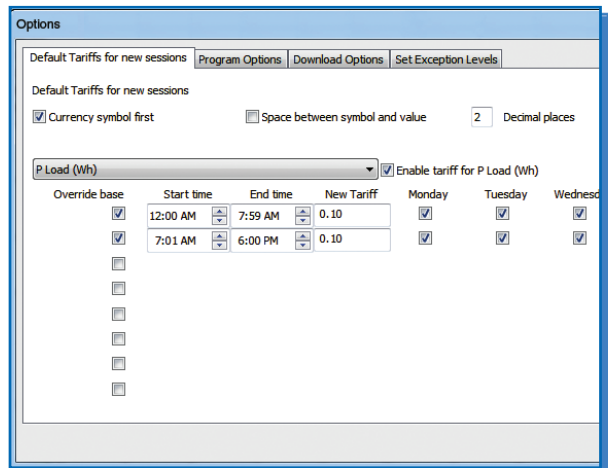 Options
Default Tariffs for new sessions Program Options Download Options Set Exception Levels
Default Tariffs for new sessions
Currency symbol first Space between symbol and value 2 Decimal places
P Load (Wh) Enable tariff for P Load (Wh)
Override base Start time End time New Tariff Monday Tuesday Wednesd
12:00 AM 7:59 AM 0.10
7:01 AM 6:00 PM 0.10